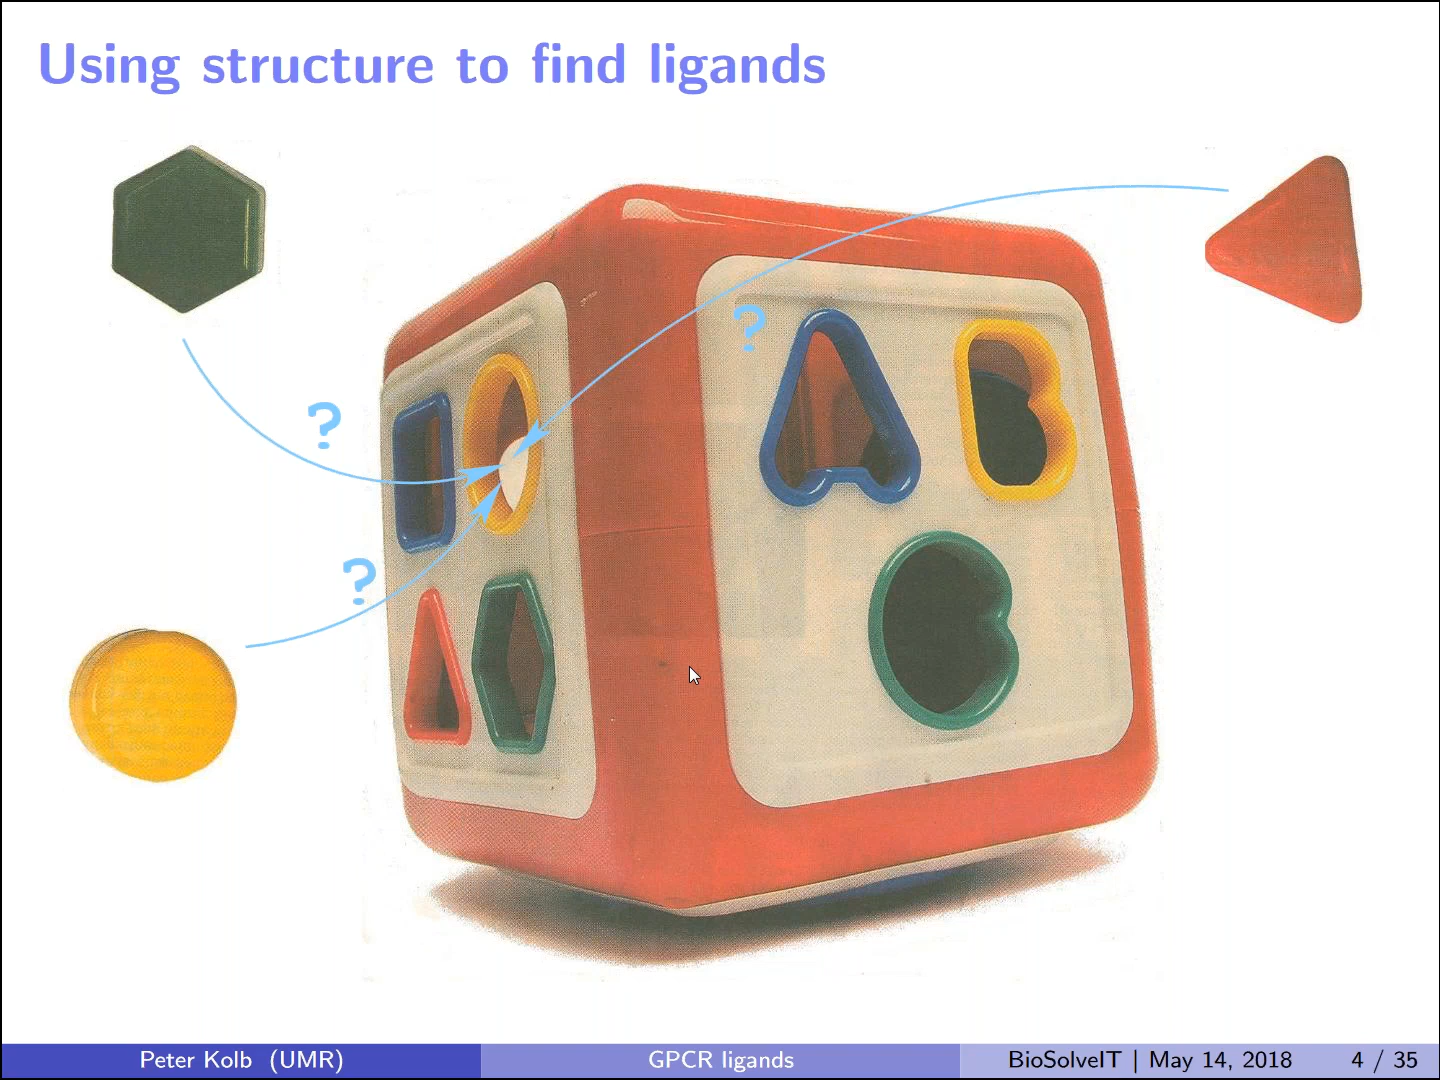 Using structure to find ligands
?
?
?
Peter Kolb (UMR)
GPCR ligands
BioSolveIT | May 14, 2018
4 / 35